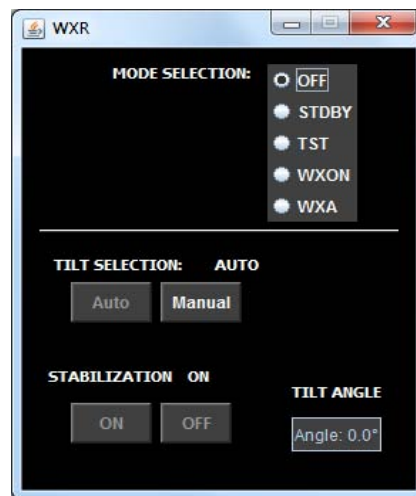 WXR
MODE SELECTION:
OFF
STDBY
TST
WXON
WXA
TILT SELECTION: AUTO
Auto Manual
STABILIZATION ON
TILT ANGLE
ON OFF
Angle: 0.0°